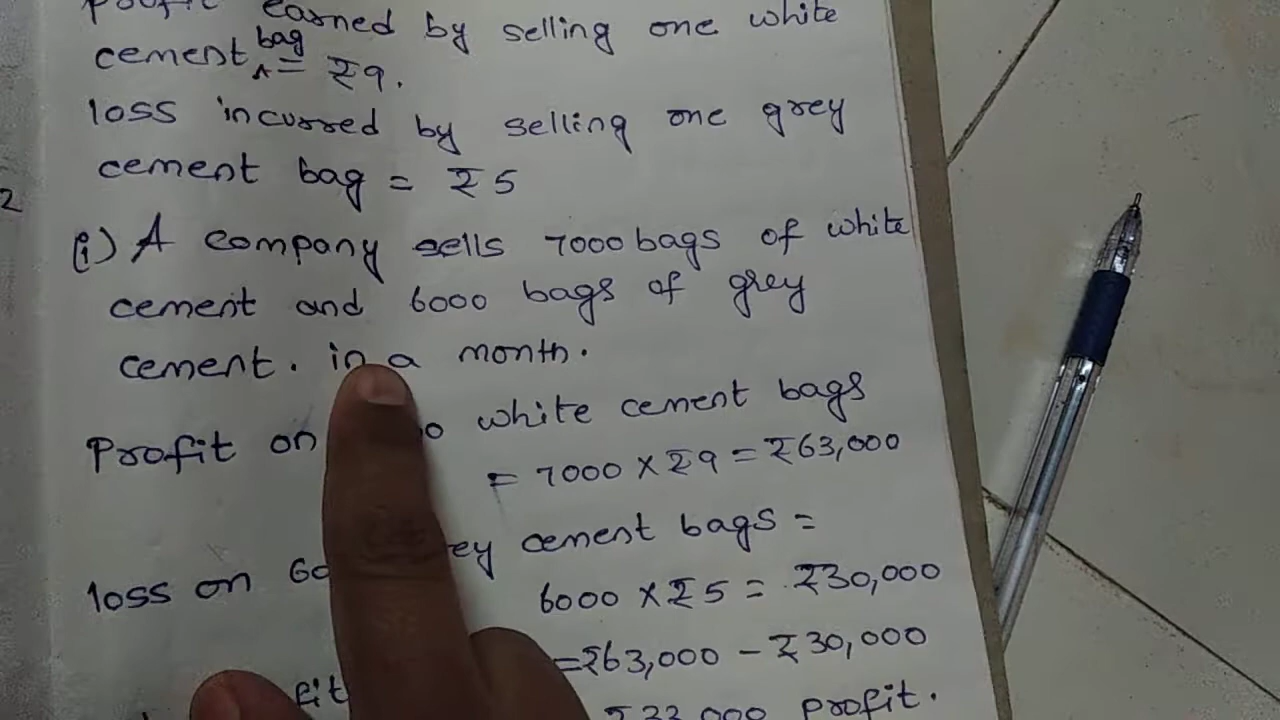 earned by selling one white
bag
cement = ₹9.
loss incurred by selling one grey
cement bag = ₹5
2
(i) A company sells 7000 bags of white
cement and 6000 bags of grey
cement. in a month.
Profit on white cement bags
= 7000 × ₹9 = ₹63,000
loss on cement bags =
6000 × ₹5 = ₹30,000
= ₹63,000 - ₹30,000
profit.